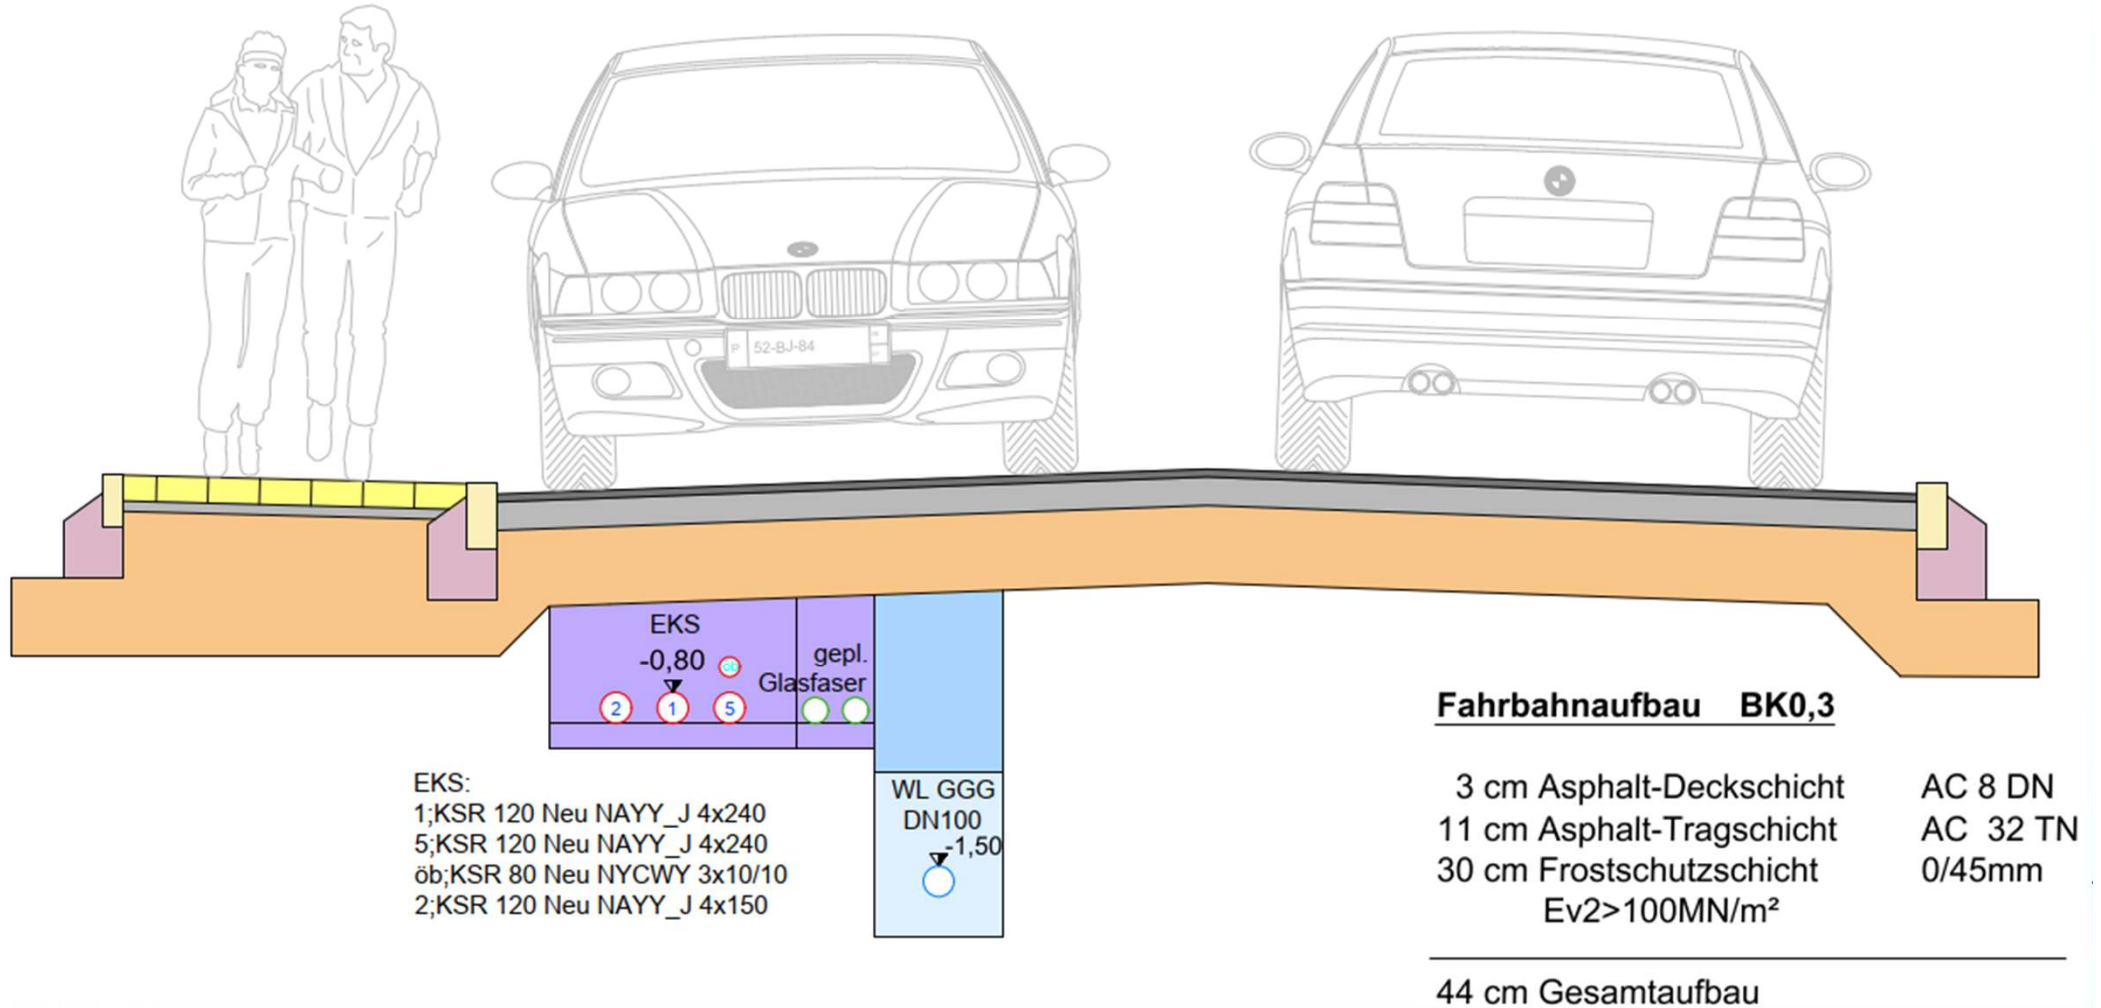 P 52-BJ-84
EKS
-0,80
öb
gepl.
Glasfaser
2 1 5
EKS:
1;KSR 120 Neu NAYY_J 4x240
5;KSR 120 Neu NAYY_J 4x240
öb;KSR 80 Neu NYCWY 3x10/10
2;KSR 120 Neu NAYY_J 4x150
WL GGG
DN100
-1,50
Fahrbahnaufbau BK0,3
3 cm Asphalt-Deckschicht AC 8 DN
11 cm Asphalt-Tragschicht AC 32 TN
30 cm Frostschutzschicht 0/45mm
Ev2>100MN/m²
44 cm Gesamtaufbau